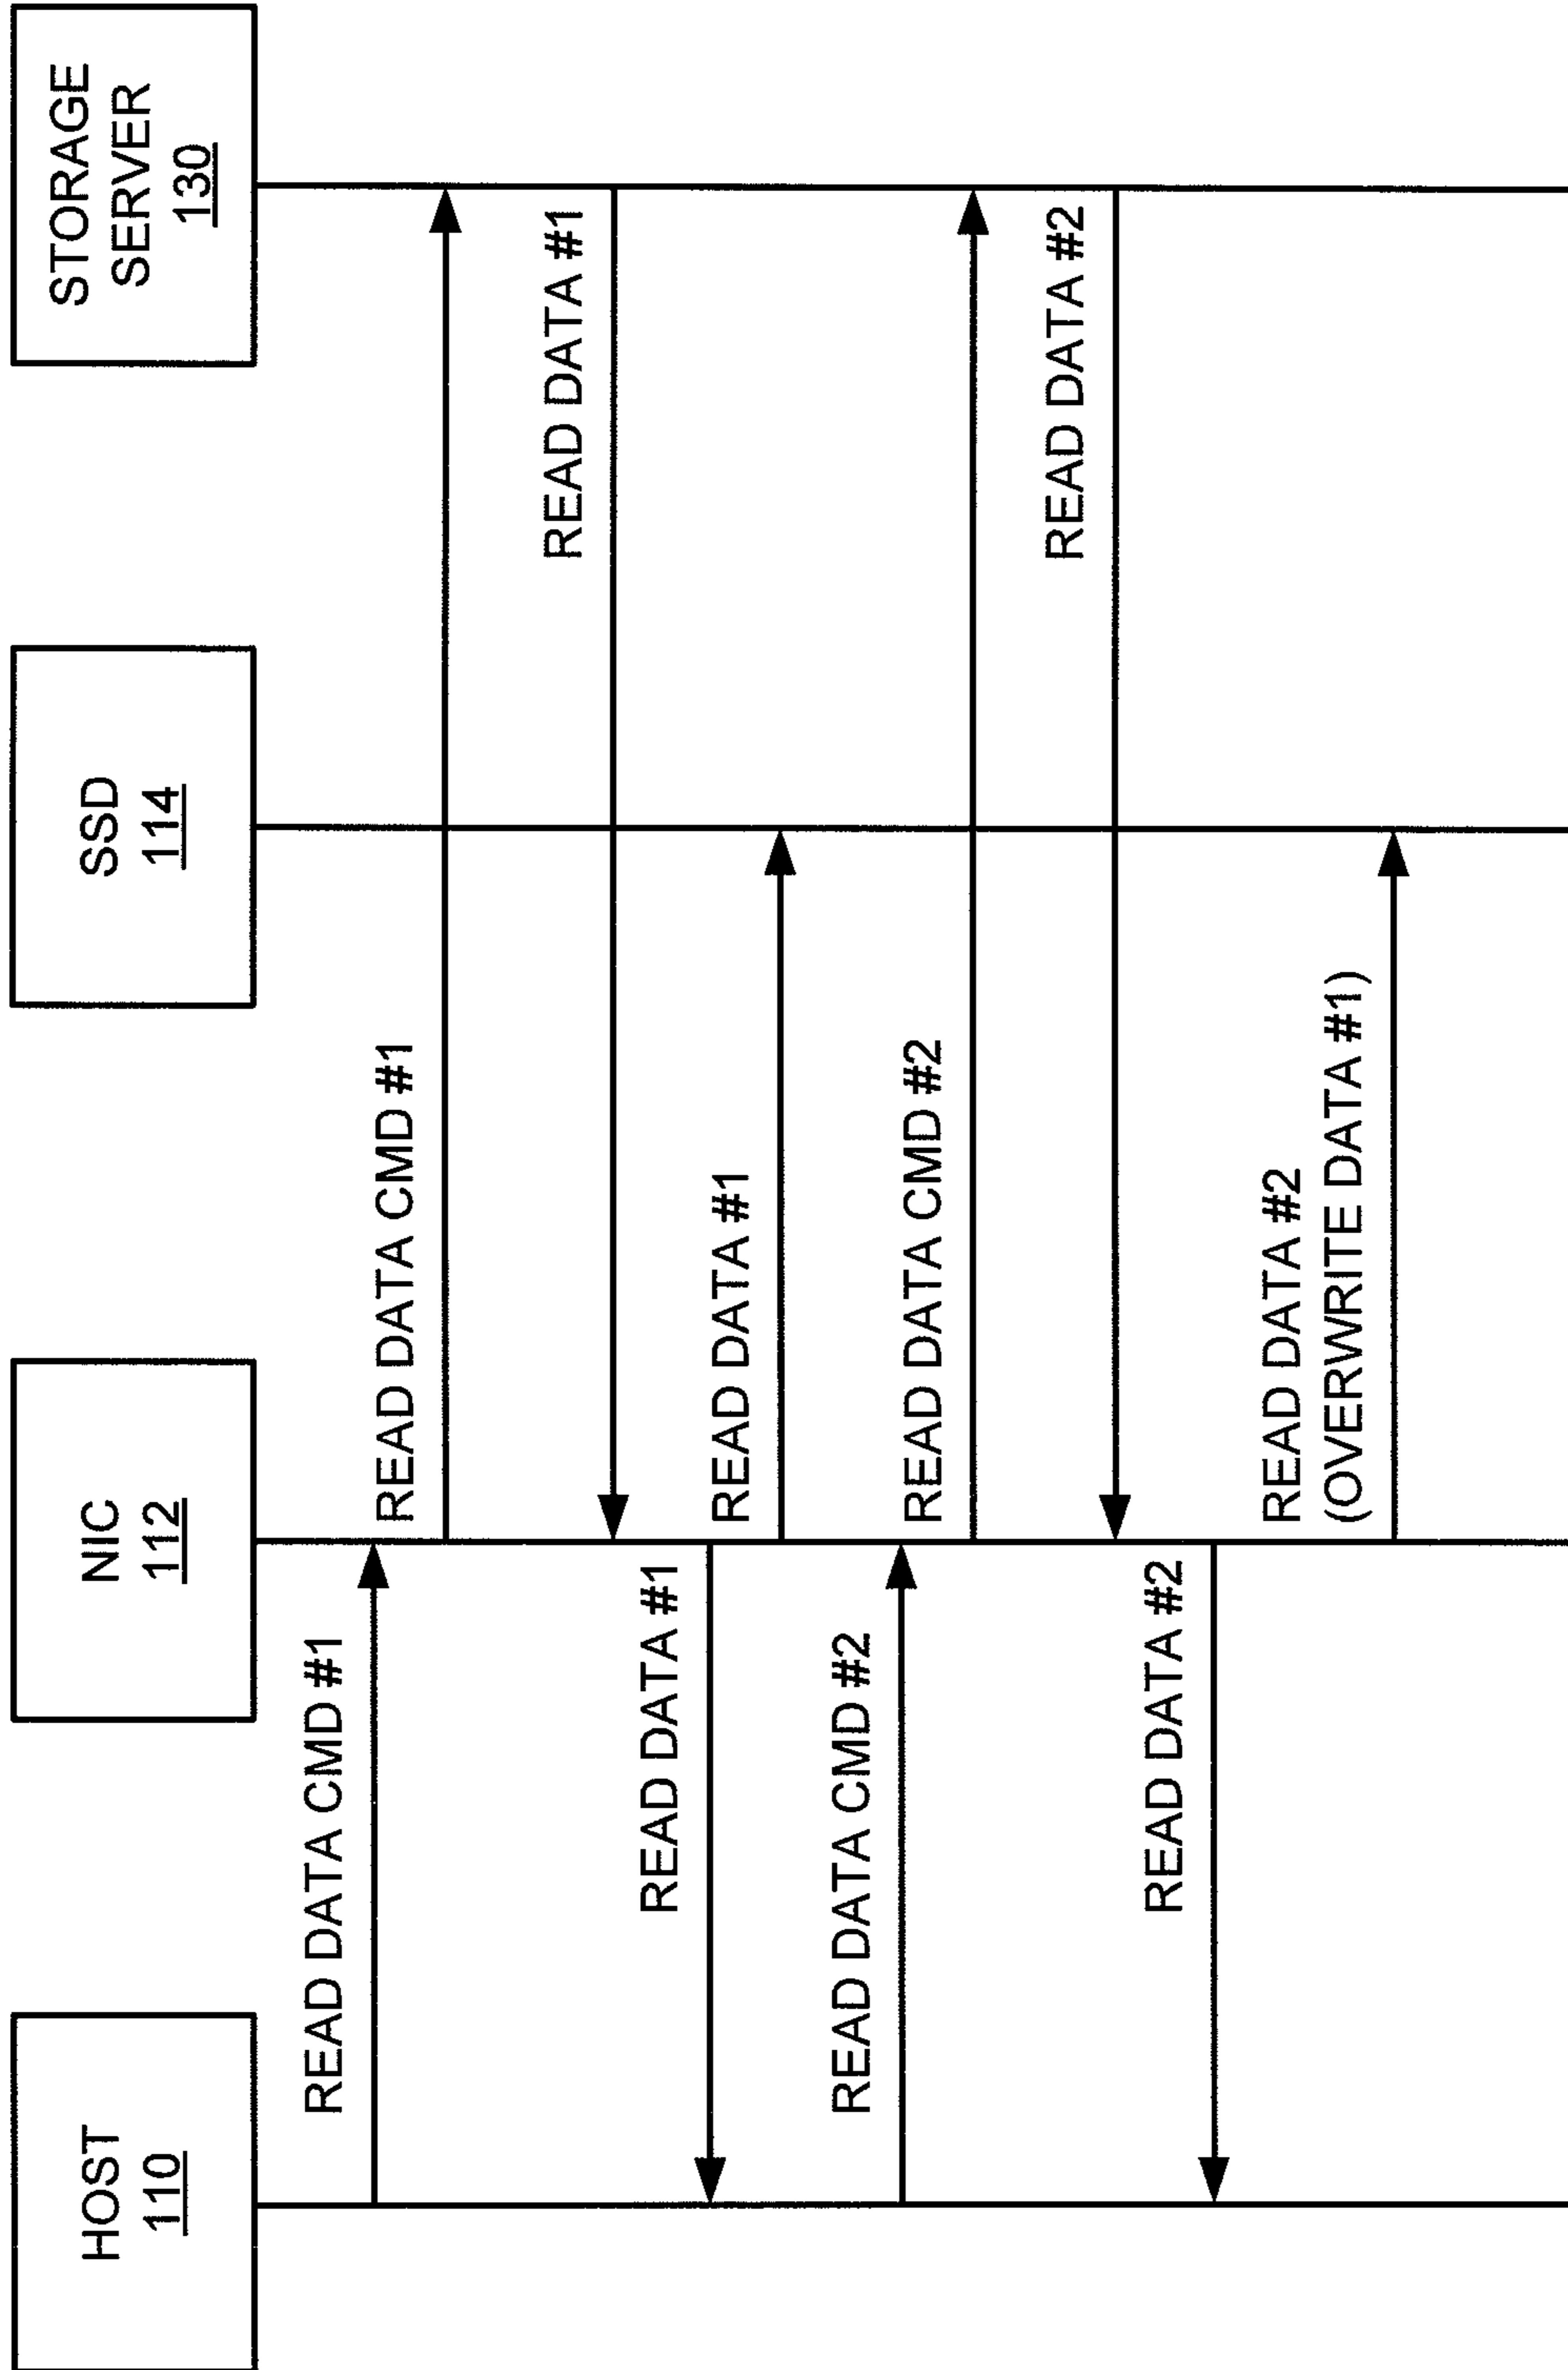 HOST
110
NIC
112
SSD
114
STORAGE
SERVER
130
READ DATA CMD #1
READ DATA CMD #1
READ DATA #1
READ DATA #1
READ DATA #1
READ DATA CMD #2
READ DATA CMD #2
READ DATA #2
READ DATA #2
READ DATA #2
(OVERWRITE DATA #1)